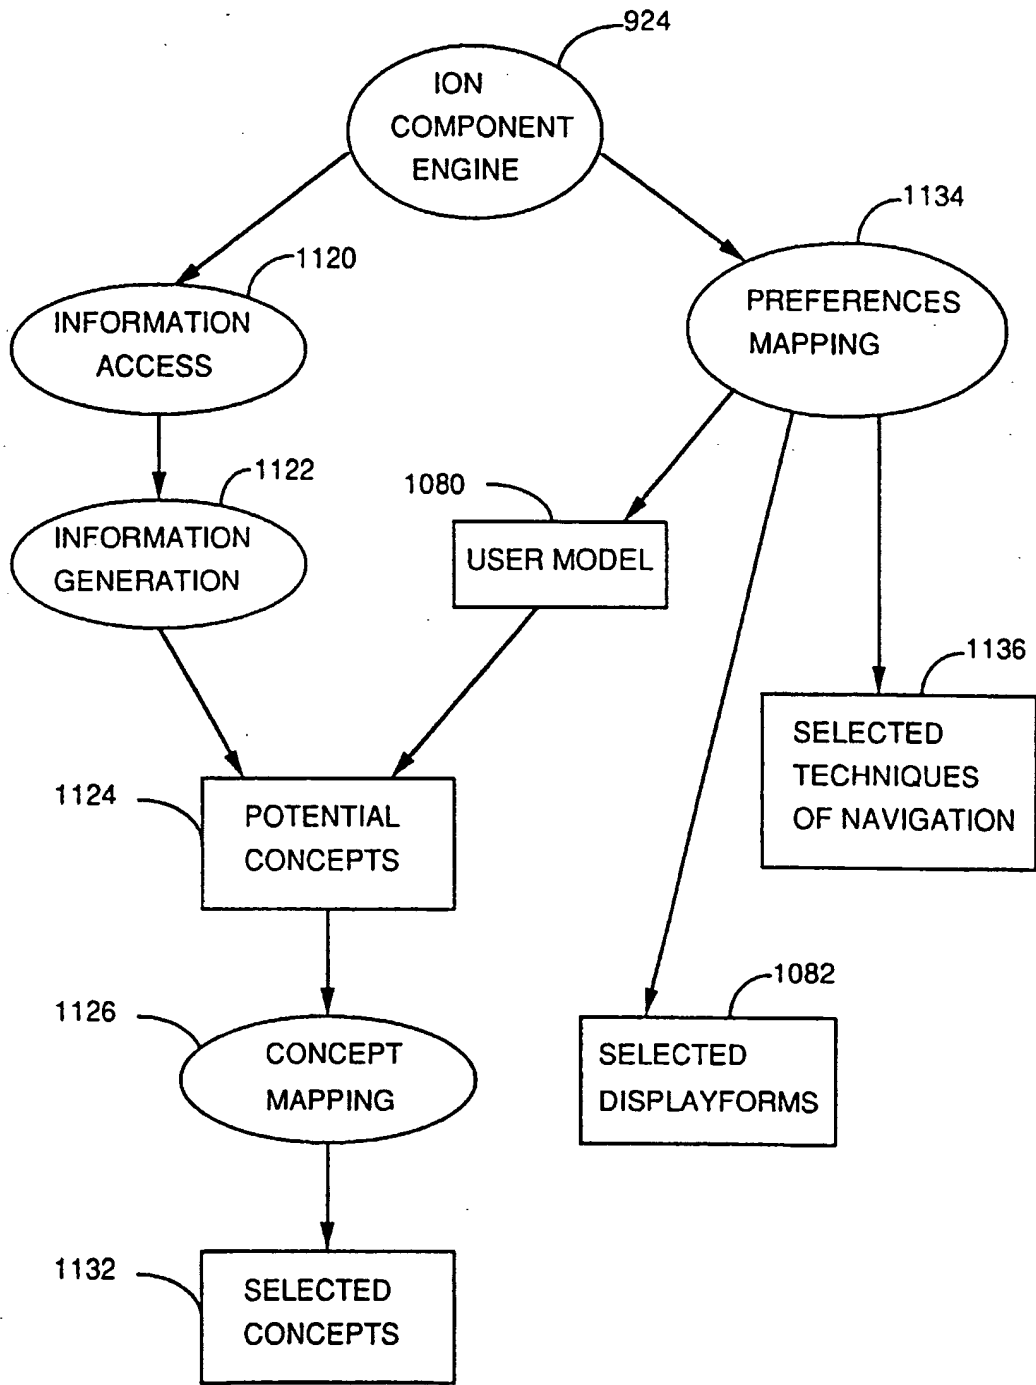 924
ION
COMPONENT
ENGINE
1134
PREFERENCES
MAPPING
1120
INFORMATION
ACCESS
1122
INFORMATION
GENERATION
1080
USER MODEL
1136
SELECTED
TECHNIQUES
OF NAVIGATION
1124
POTENTIAL
CONCEPTS
1082
SELECTED
DISPLAYFORMS
1126
CONCEPT
MAPPING
1132
SELECTED
CONCEPTS